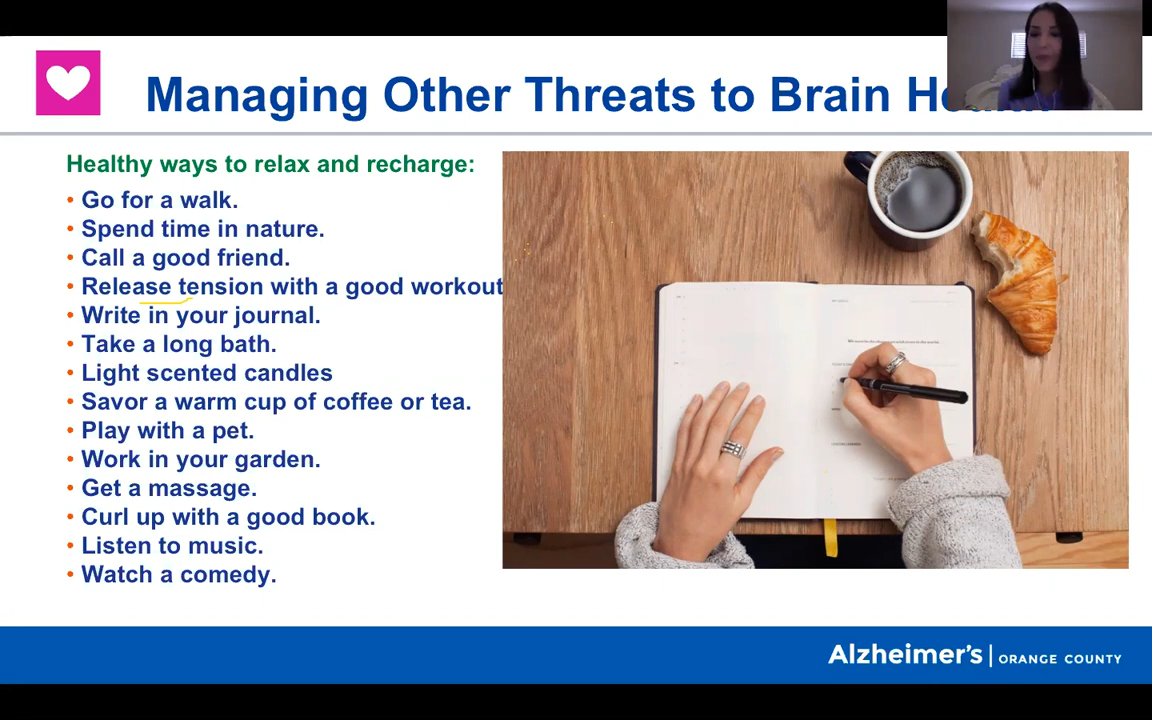 Managing Other Threats to Brain
Healthy ways to relax and recharge:
• Go for a walk.
• Spend time in nature.
• Call a good friend.
• Release tension with a good workout
• Write in your journal.
• Take a long bath.
• Light scented candles
• Savor a warm cup of coffee or tea.
• Play with a pet.
• Work in your garden.
• Get a massage.
• Curl up with a good book.
• Listen to music.
• Watch a comedy.
Alzheimer's | ORANGE COUNTY